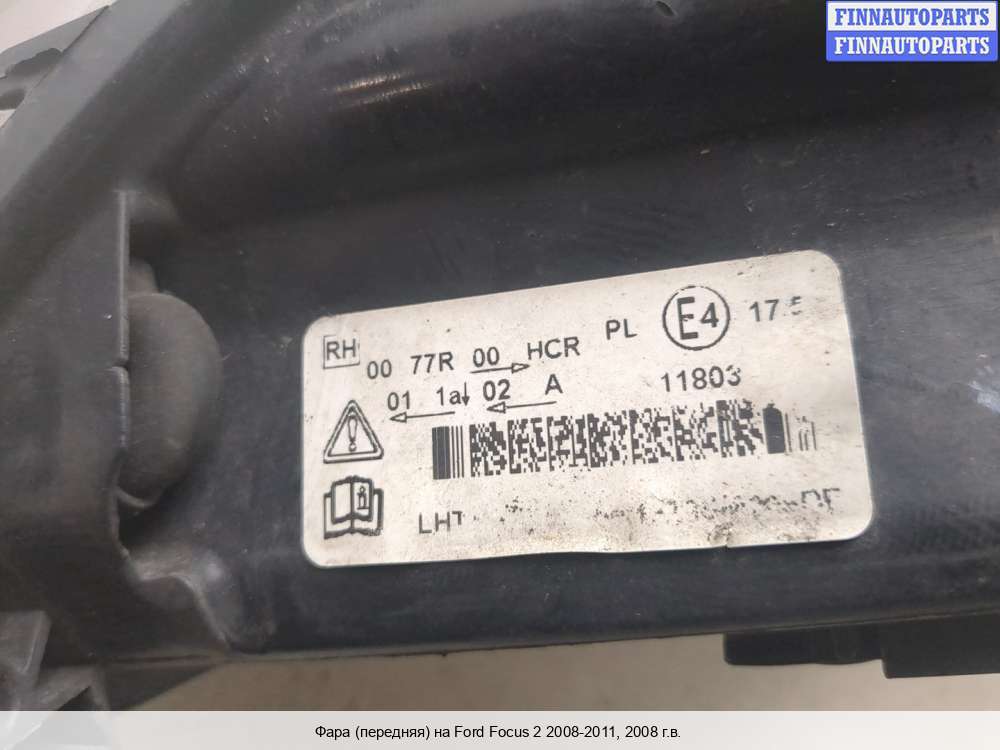 FINNAUTOPARTS
FINNAUTOPARTS
RH 00 77R 00 HCR PL E4 17.5
01 1a 02 A 11803
LHT
Фара (передняя) на Ford Focus 2 2008-2011, 2008 г.в.